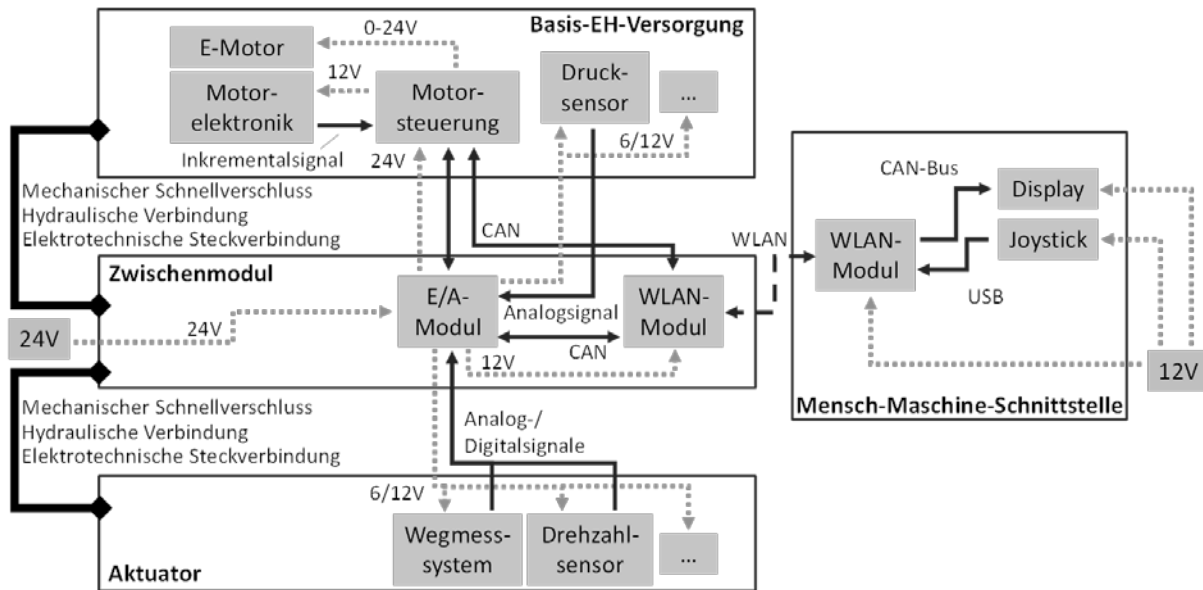 Basis-EH-Versorgung
0-24V
E-Motor
12V
Motor-
elektronik
Motor-
steuerung
Druck-
sensor
...
6/12V
Inkrementalsignal
24V
Mechanischer Schnellverschluss
Hydraulische Verbindung
Elektrotechnische Steckverbindung
CAN
Zwischenmodul
E/A-
Modul
Analogsignal
WLAN-
Modul
CAN
12V
24V
24V
WLAN
CAN-Bus
Display
WLAN-
Modul
Joystick
USB
12V
Mensch-Maschine-Schnittstelle
Mechanischer Schnellverschluss
Hydraulische Verbindung
Elektrotechnische Steckverbindung
Analog-/
Digitalsignale
6/12V
Wegmess-
system
Drehzahl-
sensor
...
Aktuator